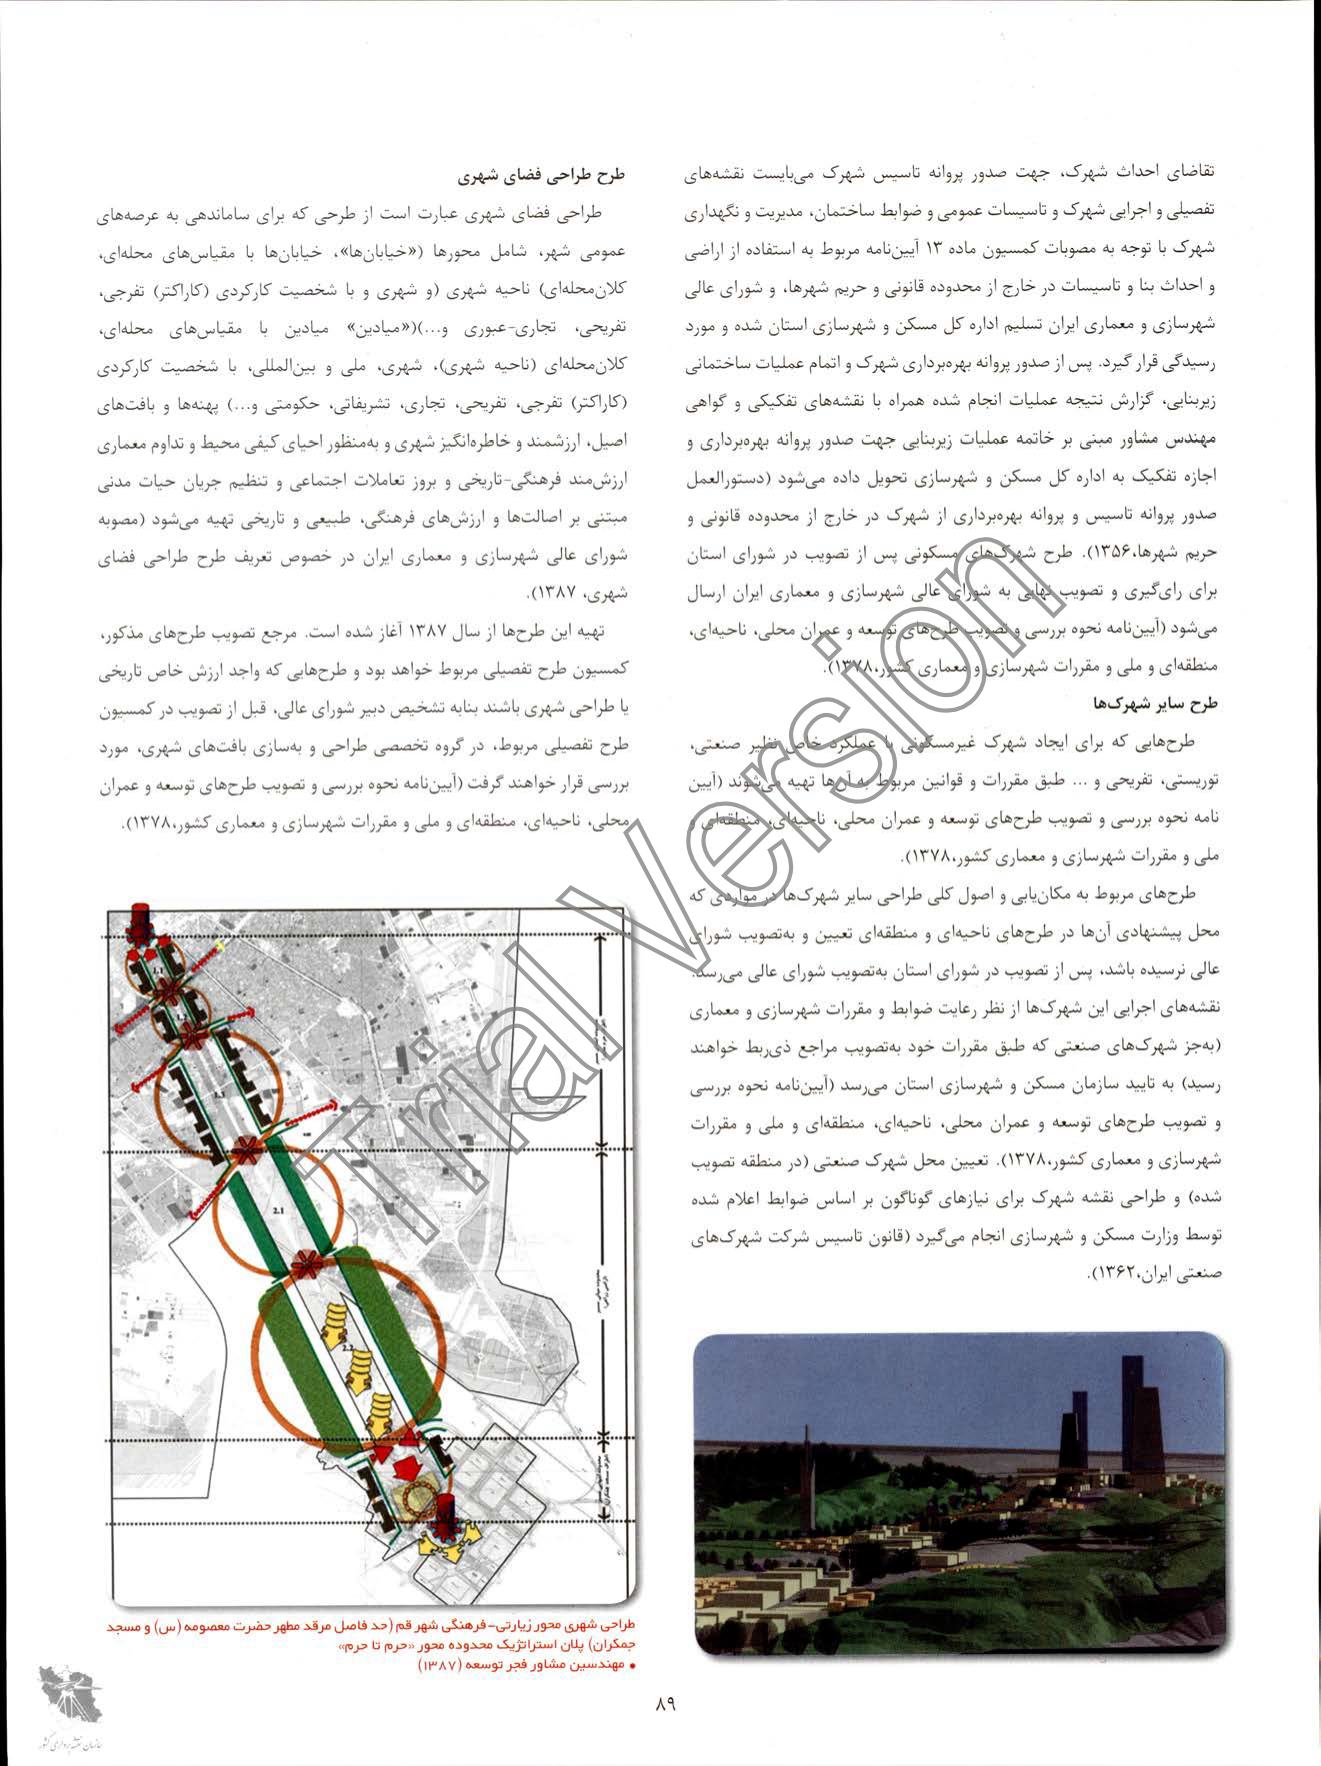 تقاضای احداث شهرک، جهت صدور پروانه تاسیس شهرک می‌بایست نقشه‌های
تفصیلی و اجرایی شهرک و تاسیسات عمومی و ضوابط ساختمان، مدیریت و نگهداری
شهرک با توجه به مصوبات کمسیون ماده ۱۳ آیین‌نامه مربوط به استفاده از اراضی
و احداث بنا و تاسیسات در خارج از محدوده قانونی و حریم شهرها، و شورای عالی
شهرسازی و معماری ایران تسلیم اداره کل مسکن و شهرسازی استان شده و مورد
رسیدگی قرار گیرد. پس از صدور پروانه بهره‌برداری شهرک و اتمام عملیات ساختمانی
زیربنایی، گزارش نتیجه عملیات انجام شده همراه با نقشه‌های تفکیکی و گواهی
مهندس مشاور مبنی بر خاتمه عملیات زیربنایی جهت صدور پروانه بهره‌برداری و
اجازه تفکیک به اداره کل مسکن و شهرسازی تحویل داده می‌شود (دستورالعمل
صدور پروانه تاسیس و پروانه بهره‌برداری از شهرک در خارج از محدوده قانونی و
حریم شهرها،۱۳۵۶). طرح شهرک‌های مسکونی پس از تصویب در شورای استان
برای رای‌گیری و تصویب نهایی به شورای عالی شهرسازی و معماری ایران ارسال
می‌شود (آیین‌نامه نحوه بررسی و تصویب طرح‌های توسعه و عمران محلی، ناحیه‌ای،
منطقه‌ای و ملی و مقررات شهرسازی و معماری کشور،۱۳۷۸).
طرح سایر شهرک‌ها
طرح‌هایی که برای ایجاد شهرک غیرمسکونی با عملکرد خاص نظیر صنعتی،
توریستی، تفریحی و ... طبق مقررات و قوانین مربوط به آن‌ها تهیه می‌شوند (آیین
نامه نحوه بررسی و تصویب طرح‌های توسعه و عمران محلی، ناحیه‌ای، منطقه‌ای و
ملی و مقررات شهرسازی و معماری کشور،۱۳۷۸).
طرح‌های مربوط به مکان‌یابی و اصول کلی طراحی سایر شهرک‌ها در مواردی که
محل پیشنهادی آن‌ها در طرح‌های ناحیه‌ای و منطقه‌ای تعیین و به‌تصویب شورای
عالی نرسیده باشد، پس از تصویب در شورای استان به‌تصویب شورای عالی می‌رسد.
نقشه‌های اجرایی این شهرک‌ها از نظر رعایت ضوابط و مقررات شهرسازی و معماری
(به‌جز شهرک‌های صنعتی که طبق مقررات خود به‌تصویب مراجع ذی‌ربط خواهند
رسید) به تایید سازمان مسکن و شهرسازی استان می‌رسد (آیین‌نامه نحوه بررسی
و تصویب طرح‌های توسعه و عمران محلی، ناحیه‌ای، منطقه‌ای و ملی و مقررات
شهرسازی و معماری کشور،۱۳۷۸). تعیین محل شهرک صنعتی (در منطقه تصویب
شده) و طراحی نقشه شهرک برای نیازهای گوناگون بر اساس ضوابط اعلام شده
توسط وزارت مسکن و شهرسازی انجام می‌گیرد (قانون تاسیس شرکت شهرک‌های
صنعتی ایران،۱۳۶۲).
طرح طراحی فضای شهری
طراحی فضای شهری عبارت است از طرحی که برای ساماندهی به عرصه‌های
عمومی شهر، شامل محورها («خیابان‌ها»، خیابان‌ها با مقیاس‌های محله‌ای،
کلان‌محله‌ای) ناحیه شهری (و شهری و با شخصیت کارکردی (کاراکتر) تفرجی،
تفریحی، تجاری-عبوری و...)(«میادین» میادین با مقیاس‌های محله‌ای،
کلان‌محله‌ای (ناحیه شهری)، شهری، ملی و بین‌المللی، با شخصیت کارکردی
(کاراکتر) تفرجی، تفریحی، تجاری، تشریفاتی، حکومتی و...) پهنه‌ها و بافت‌های
اصیل، ارزشمند و خاطره‌انگیز شهری و به‌منظور احیای کیفی محیط و تداوم معماری
ارزش‌مند فرهنگی-تاریخی و بروز تعاملات اجتماعی و تنظیم جریان حیات مدنی
مبتنی بر اصالت‌ها و ارزش‌های فرهنگی، طبیعی و تاریخی تهیه می‌شود (مصوبه
شورای عالی شهرسازی و معماری ایران در خصوص تعریف طرح طراحی فضای
شهری، ۱۳۸۷).
تهیه این طرح‌ها از سال ۱۳۸۷ آغاز شده است. مرجع تصویب طرح‌های مذکور،
کمسیون طرح تفصیلی مربوط خواهد بود و طرح‌هایی که واجد ارزش خاص تاریخی
یا طراحی شهری باشند بنابه تشخیص دبیر شورای عالی، قبل از تصویب در کمسیون
طرح تفصیلی مربوط، در گروه تخصصی طراحی و به‌سازی بافت‌های شهری، مورد
بررسی قرار خواهند گرفت (آیین‌نامه نحوه بررسی و تصویب طرح‌های توسعه و عمران
محلی، ناحیه‌ای، منطقه‌ای و ملی و مقررات شهرسازی و معماری کشور،۱۳۷۸).
1.1
1.3
2.1
2.2
طراحی شهری محور زیارتی-فرهنگی شهر قم (حد فاصل مرقد مطهر حضرت معصومه (س) و مسجد
جمکران) پلان استراتژیک محدوده محور «حرم تا حرم»
• مهندسین مشاور فجر توسعه (۱۳۸۷)
۸۹
سازمان نقشه برداری کشور
Trial Version